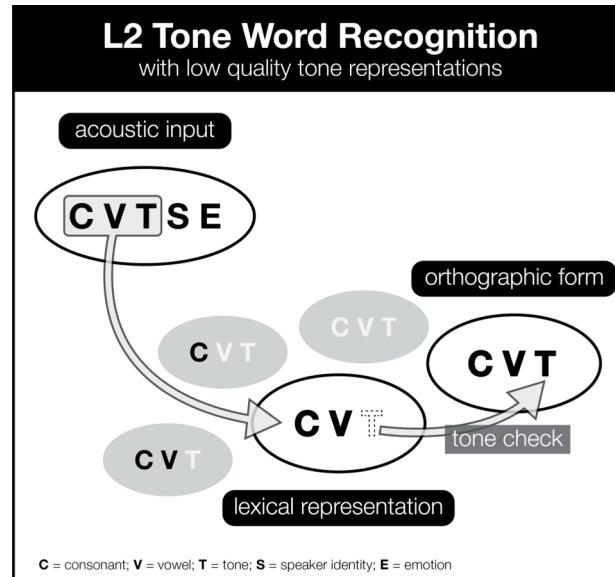 L2 Tone Word Recognition
with low quality tone representations
acoustic input
C V T S E
orthographic form
C V T
C V T
C V T
C V T
C V T
tone check
lexical representation
C = consonant; V = vowel; T = tone; S = speaker identity; E = emotion